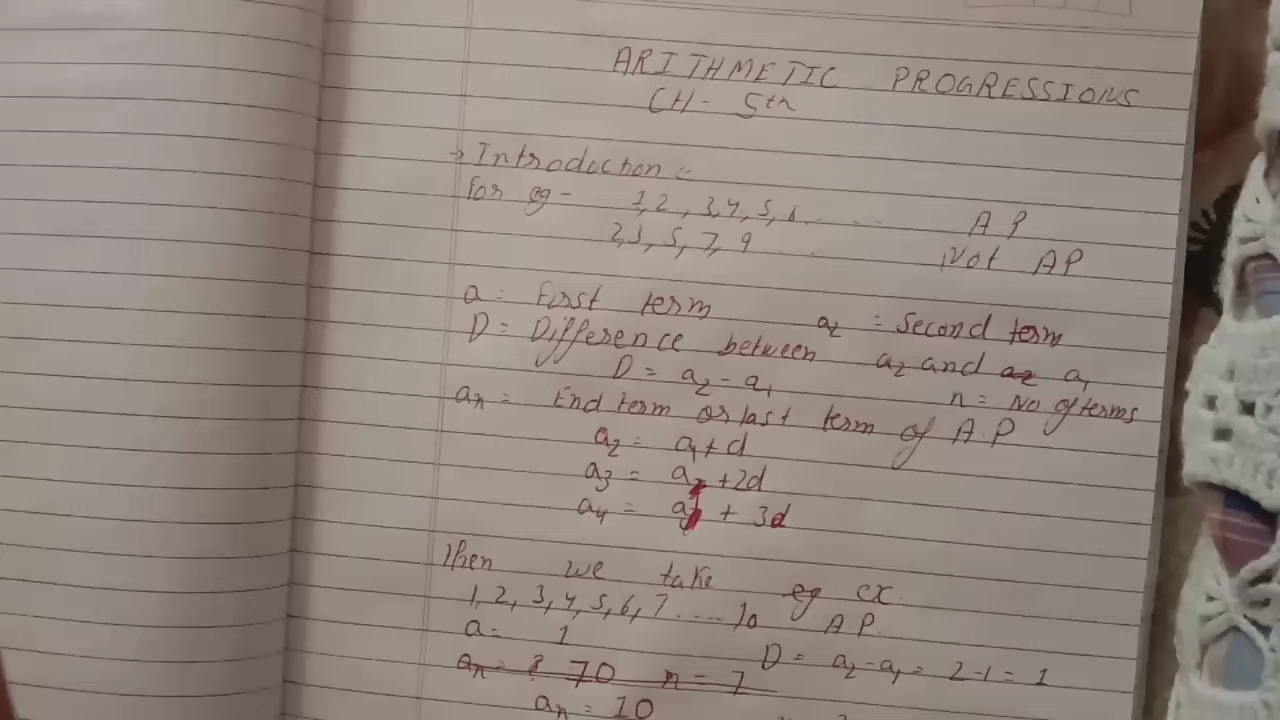 ARITHMETIC PROGRESSIONS
CH- 5th
→ Introduction :-
For eg - 1,2, 3,4, 5, 6 ...... AP
2,3, 5, 7, 9 ..... Not AP
a = First term a2 = Second term
D = Difference between a2 and a2 a1
D = a2 - a1 n = No of terms
an = End term or last term of A.P
a2 = a1 + d
a3 = a1 + 2d
a4 = a1 + 3d
Then we take eg ex.
1, 2, 3, 4, 5, 6, 7 ..... 10 AP.
a = 1 D = a2 - a1 = 2-1 = 1
an = ? 70 n = 7
an = 10